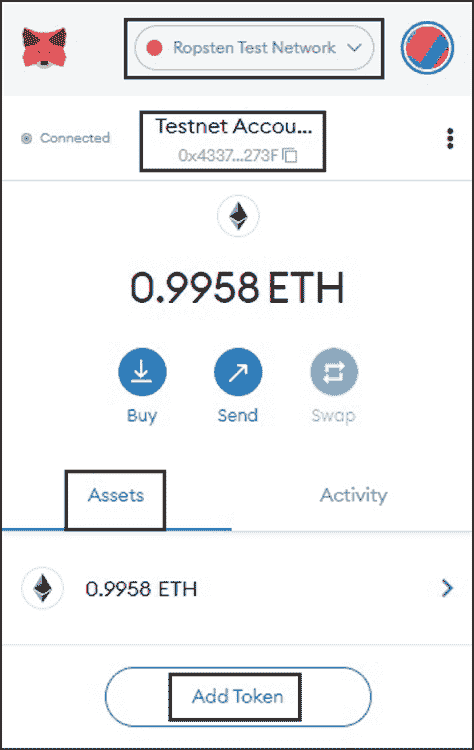 Ropsten Test Network
Connected
Testnet Accou...
0x4337...273F
0.9958 ETH
Buy Send Swap
Assets Activity
0.9958 ETH
Add Token